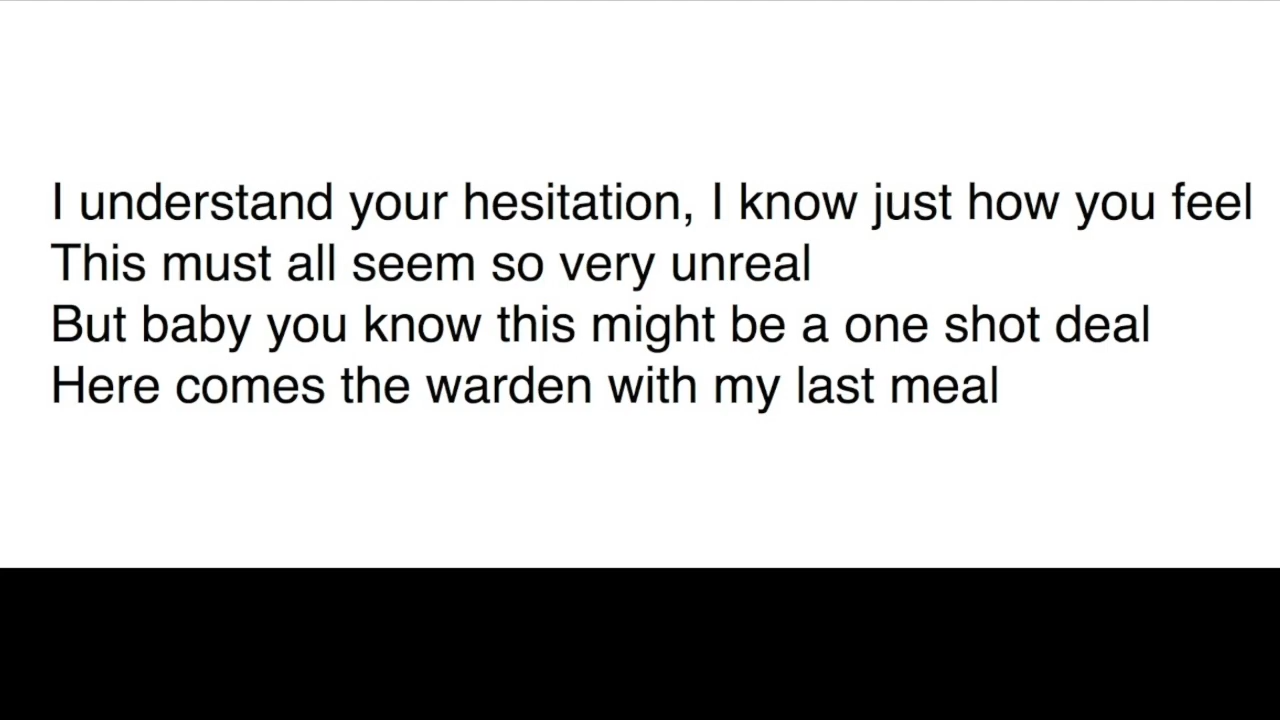 I understand your hesitation, I know just how you feel
This must all seem so very unreal
But baby you know this might be a one shot deal
Here comes the warden with my last meal